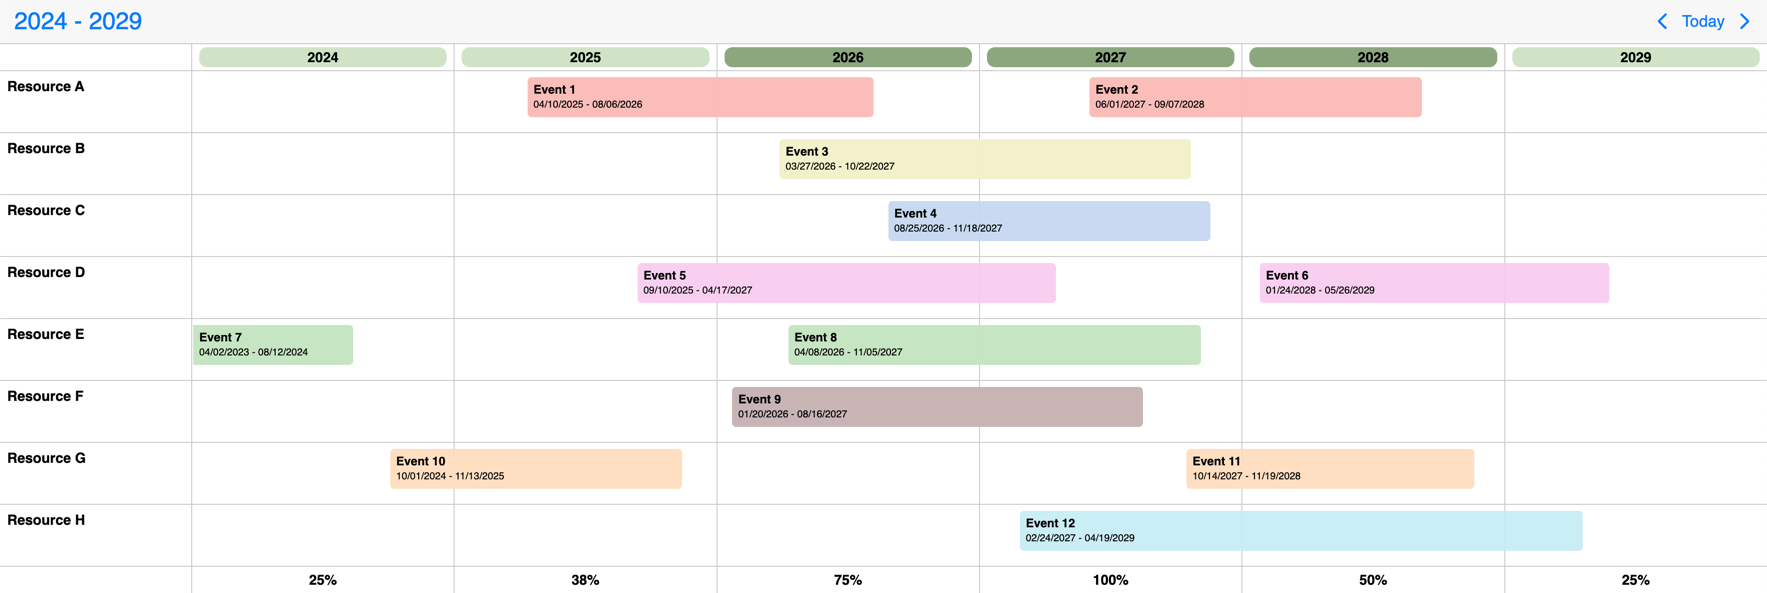 2024 - 2029
Today
2024 2025 2026 2027 2028 2029
Resource A
Event 1
04/10/2025 - 08/06/2026
Event 2
06/01/2027 - 09/07/2028
Resource B
Event 3
03/27/2026 - 10/22/2027
Resource C
Event 4
08/25/2026 - 11/18/2027
Resource D
Event 5
09/10/2025 - 04/17/2027
Event 6
01/24/2028 - 05/26/2029
Resource E
Event 7
04/02/2023 - 08/12/2024
Event 8
04/08/2026 - 11/05/2027
Resource F
Event 9
01/20/2026 - 08/16/2027
Resource G
Event 10
10/01/2024 - 11/13/2025
Event 11
10/14/2027 - 11/19/2028
Resource H
Event 12
02/24/2027 - 04/19/2029
25% 38% 75% 100% 50% 25%